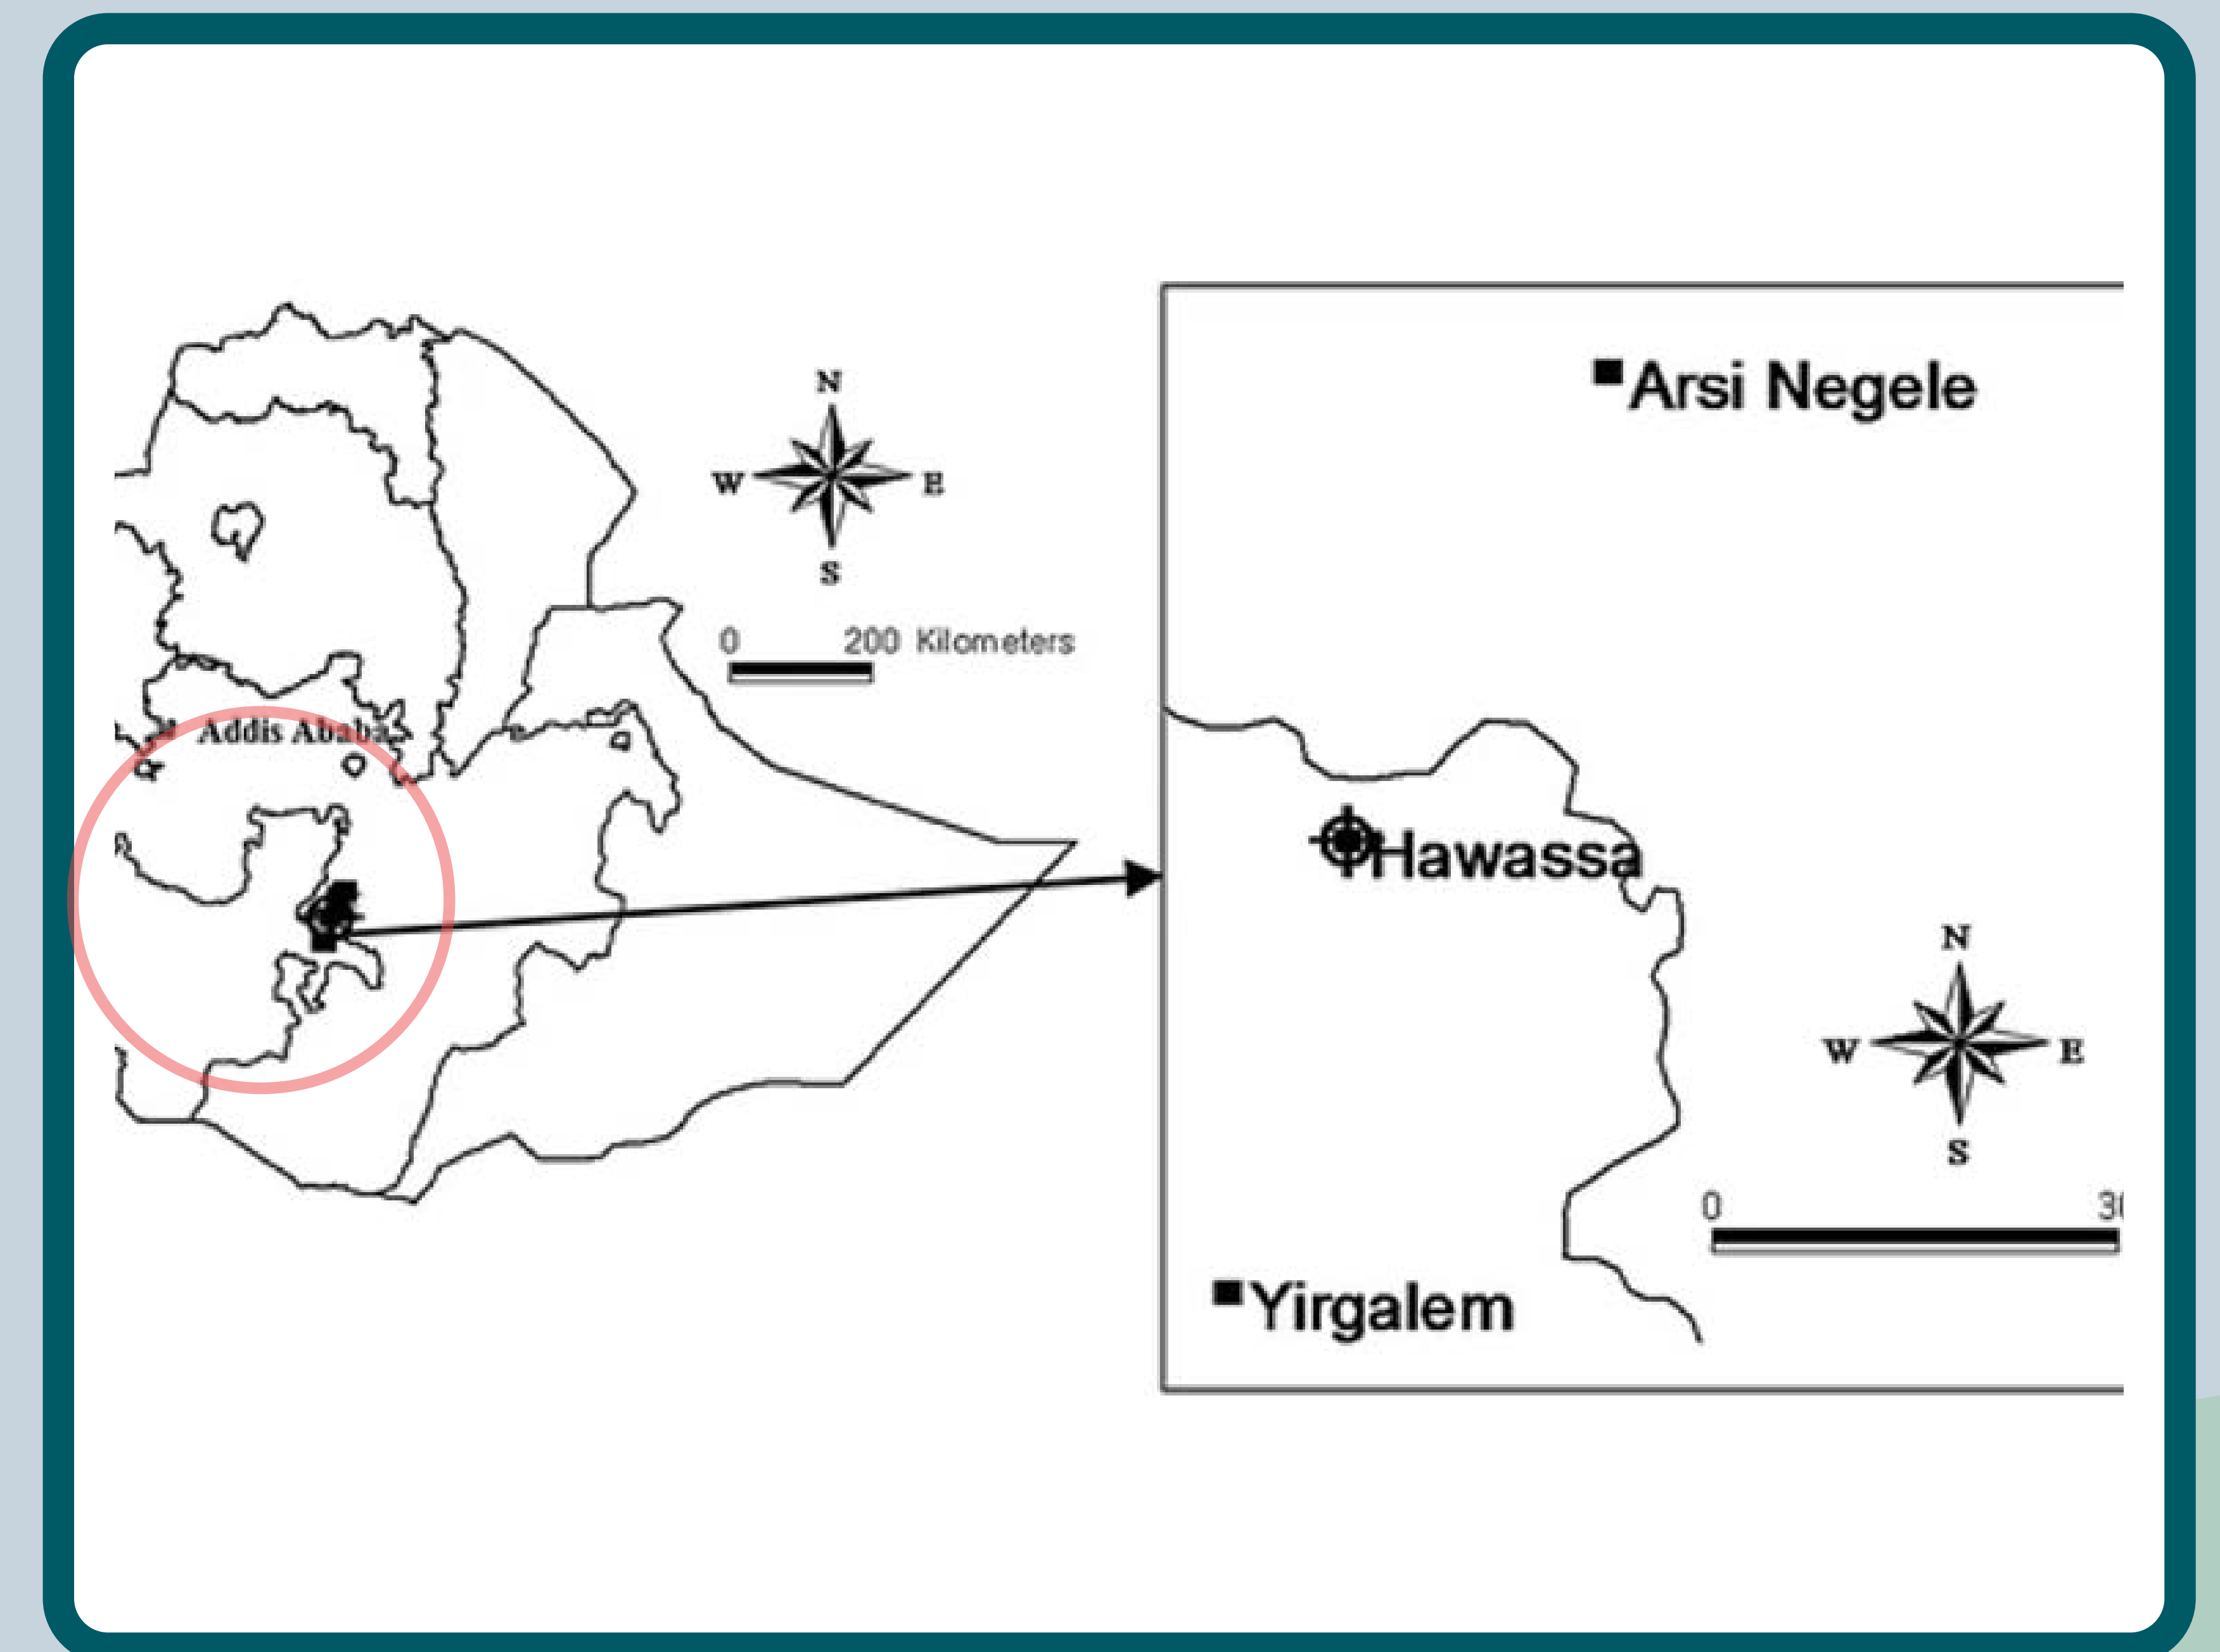 N
W E
S
0 200 Kilometers
Addis Ababa
Arsi Negele
Hawassa
N
W E
S
0
Yirgalem